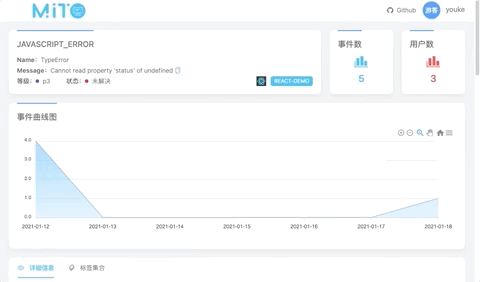 MiTO
Github
游客
youke
JAVASCRIPT_ERROR
Name: TypeError
Message: Cannot read property 'status' of undefined
等级: p3 状态: 未解决
REACT-DEMO
事件数
5
用户数
3
事件曲线图
4.0
3.0
2.0
1.0
0.0
2021-01-12 2021-01-13 2021-01-14 2021-01-15 2021-01-16 2021-01-17 2021-01-18
详细信息 标签集合